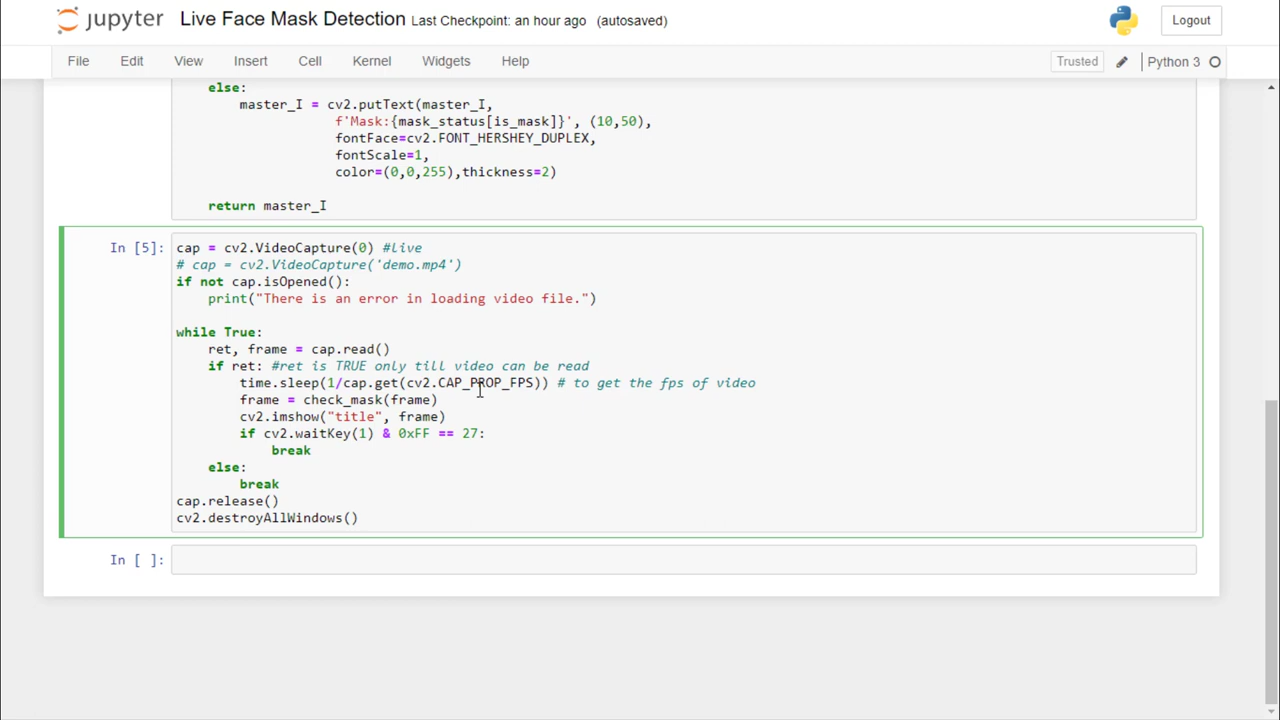 jupyter Live Face Mask Detection Last Checkpoint: an hour ago (autosaved) Logout
File Edit View Insert Cell Kernel Widgets Help Trusted Python 3
else:
master_I = cv2.putText(master_I,
f'Mask:{mask_status[is_mask]}', (10,50),
fontFace=cv2.FONT_HERSHEY_DUPLEX,
fontScale=1,
color=(0,0,255),thickness=2)
return master_I
In [5]: cap = cv2.VideoCapture(0) #live
# cap = cv2.VideoCapture('demo.mp4')
if not cap.isOpened():
print("There is an error in loading video file.")
while True:
ret, frame = cap.read()
if ret: #ret is TRUE only till video can be read
time.sleep(1/cap.get(cv2.CAP_PROP_FPS)) # to get the fps of video
frame = check_mask(frame)
cv2.imshow("title", frame)
if cv2.waitKey(1) & 0xFF == 27:
break
else:
break
cap.release()
cv2.destroyAllWindows()
In [ ]: